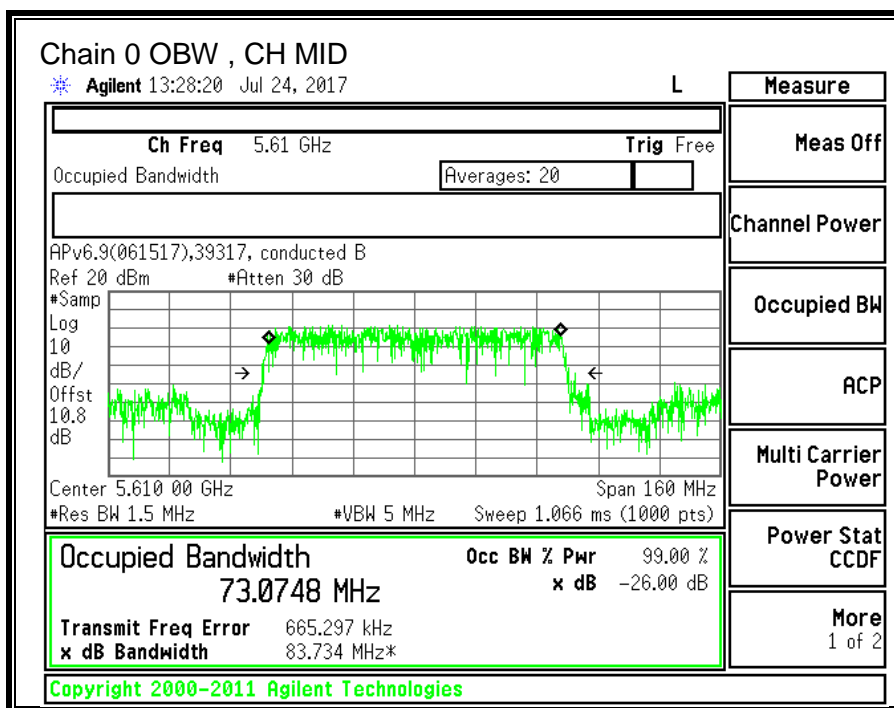 Chain 0 OBW , CH MID
Agilent 13:28:20 Jul 24, 2017 L
Measure
Ch Freq 5.61 GHz Trig Free
Meas Off
Occupied Bandwidth Averages: 20
Channel Power
APv6.9(061517),39317, conducted B
Ref 20 dBm #Atten 30 dB
#Samp
Log
10
dB/
Offst
10.8
dB
Occupied BW
ACP
Multi Carrier
Power
Center 5.610 00 GHz Span 160 MHz
#Res BW 1.5 MHz #VBW 5 MHz Sweep 1.066 ms (1000 pts)
Power Stat
CCDF
Occupied Bandwidth Occ BW % Pwr 99.00 %
73.0748 MHz x dB -26.00 dB
Transmit Freq Error 665.297 kHz
x dB Bandwidth 83.734 MHz*
More
1 of 2
Copyright 2000-2011 Agilent Technologies